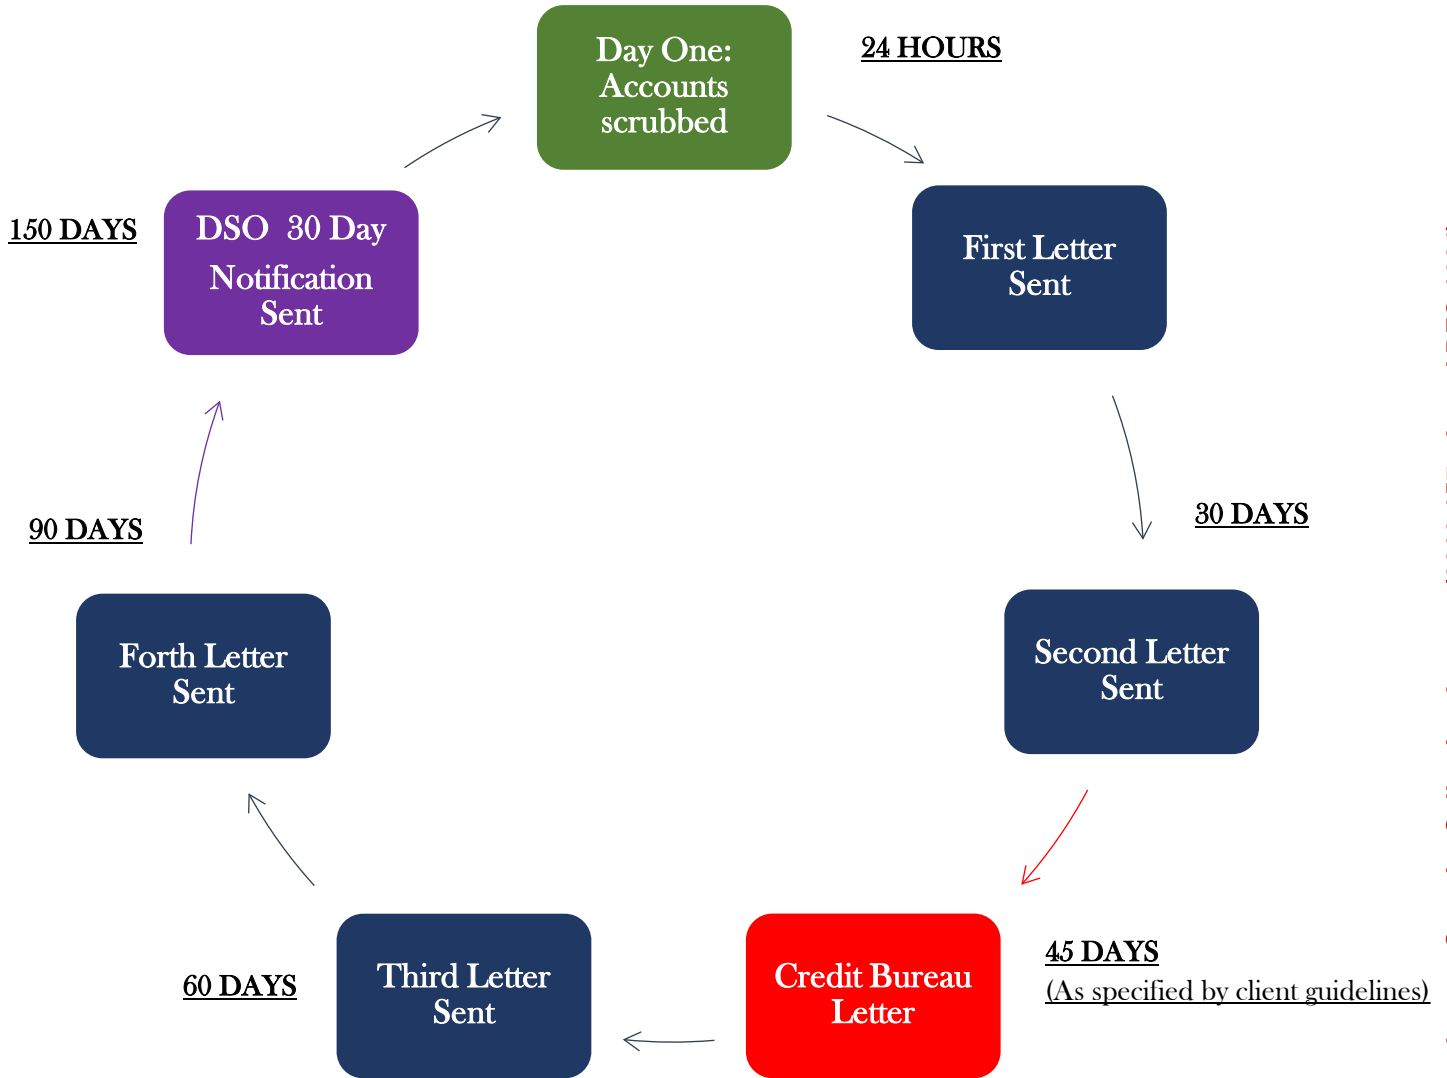 Day One:
Accounts
scrubbed
24 HOURS
First Letter
Sent
30 DAYS
Second Letter
Sent
45 DAYS
(As specified by client guidelines)
Credit Bureau
Letter
Third Letter
Sent
60 DAYS
Forth Letter
Sent
90 DAYS
DSO 30 Day
Notification
Sent
150 DAYS